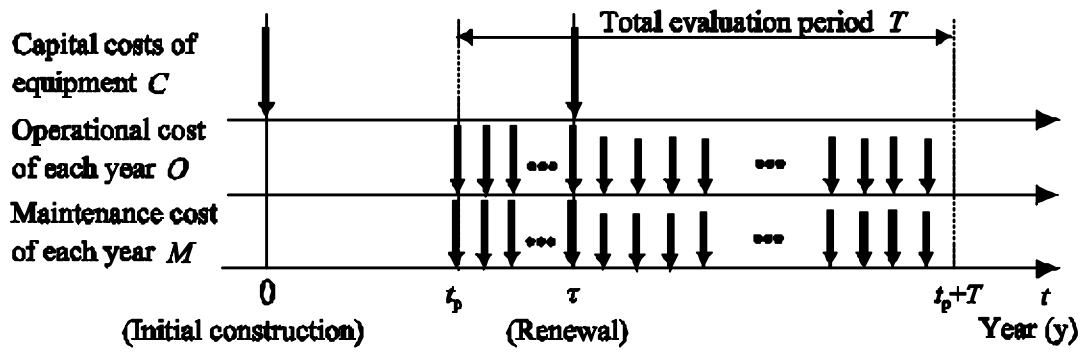 Total evaluation period T
Capital costs of
equipment C
Operational cost
of each year O
Maintenance cost
of each year M
0
tp
τ
tp+T
t
(Initial construction)
(Renewal)
Year (y)